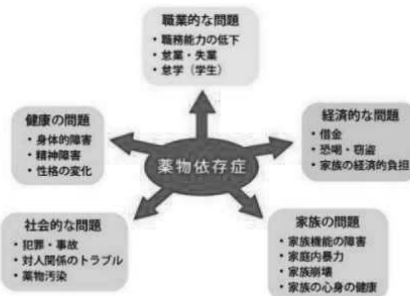 職業的な問題
• 職務能力の低下
• 怠業・失業
• 怠学（学生）
健康の問題
• 身体的障害
• 精神障害
• 性格の変化
経済的な問題
• 借金
• 恐喝・窃盗
• 家族の経済的負担
薬物依存症
社会的な問題
• 犯罪・事故
• 対人関係のトラブル
• 薬物汚染
家族の問題
• 家族機能の障害
• 家庭内暴力
• 家族崩壊
• 家族の心身の健康